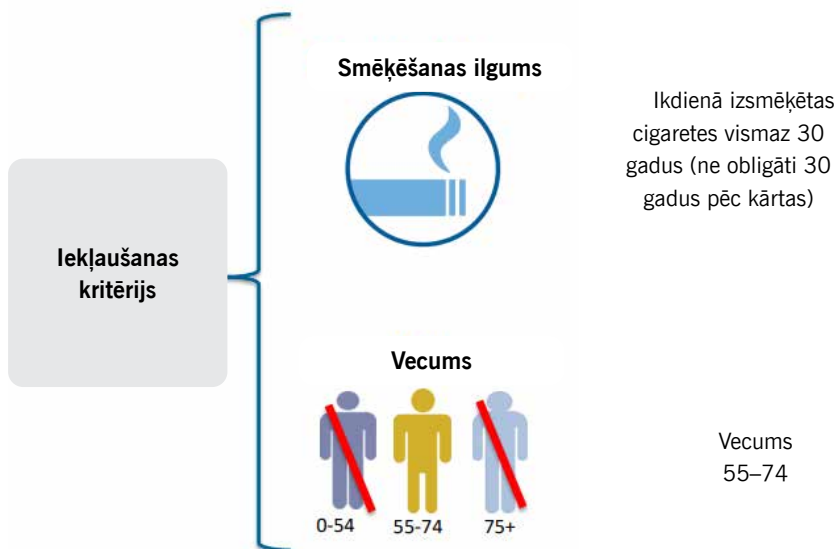 Iekļaušanas
kritērijs
Smēķēšanas ilgums
Ikdienā izsmēķētas
cigaretes vismaz 30
gadus (ne obligāti 30
gadus pēc kārtas)
Vecums
0-54
55-74
75+
Vecums
55–74